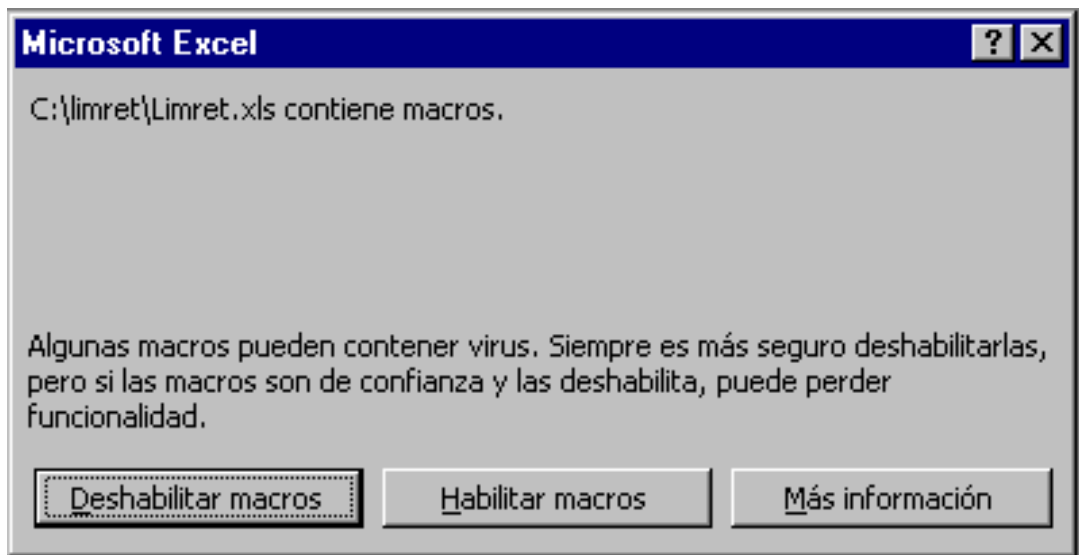 Microsoft Excel
C:\limret\Limret.xls contiene macros.
Algunas macros pueden contener virus. Siempre es más seguro deshabilitarlas,
pero si las macros son de confianza y las deshabilita, puede perder
funcionalidad.
Deshabilitar macros
Habilitar macros
Más información